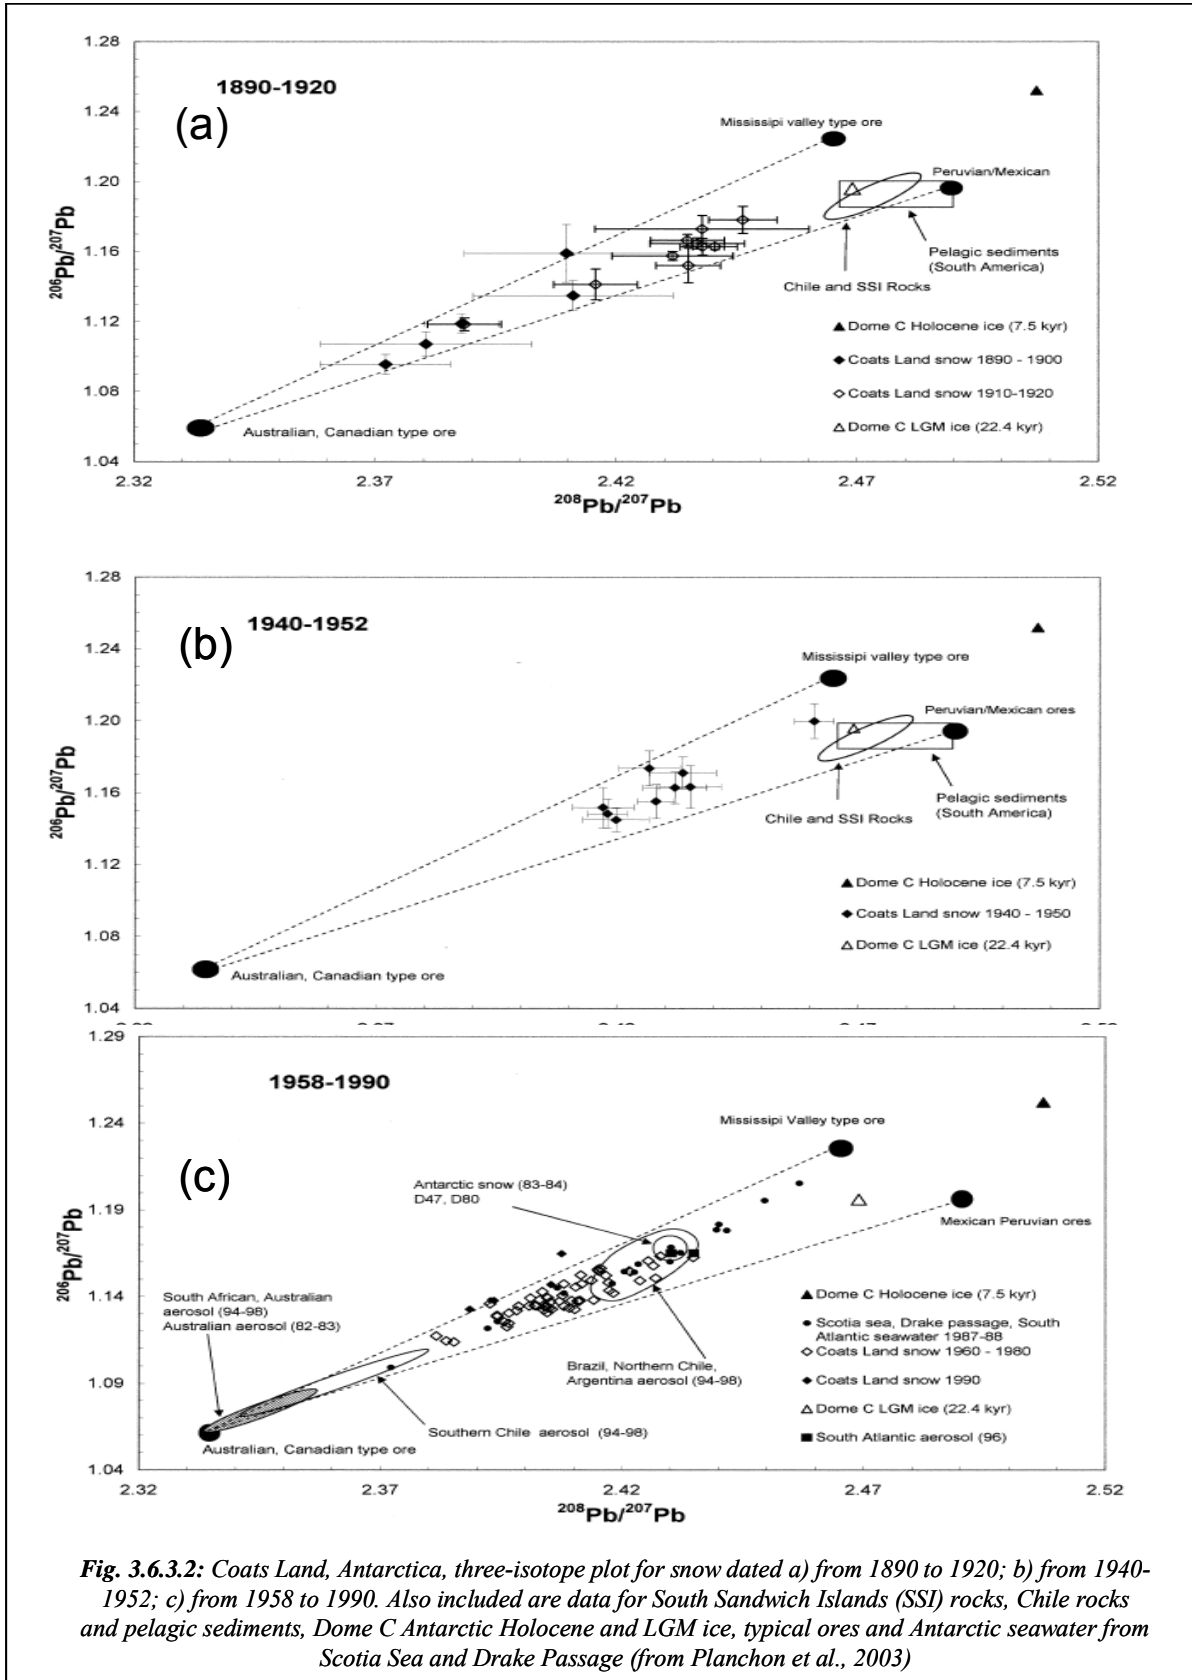 1890-1920
(a)
1.28
1.24
1.20
1.16
1.12
1.08
1.04
206Pb/207Pb
Mississipi valley type ore
Peruvian/Mexican
Pelagic sediments
(South America)
Chile and SSI Rocks
Dome C Holocene ice (7.5 kyr)
Coats Land snow 1890 - 1900
Coats Land snow 1910-1920
Dome C LGM ice (22.4 kyr)
Australian, Canadian type ore
2.32 2.37 2.42 2.47 2.52
208Pb/207Pb
1940-1952
(b)
1.28
1.24
1.20
1.16
1.12
1.08
1.04
206Pb/207Pb
Mississipi valley type ore
Peruvian/Mexican ores
Pelagic sediments
(South America)
Chile and SSI Rocks
Dome C Holocene ice (7.5 kyr)
Coats Land snow 1940 - 1950
Dome C LGM ice (22.4 kyr)
Australian, Canadian type ore
1958-1990
(c)
1.29
1.24
1.19
1.14
1.09
1.04
206Pb/207Pb
Mississipi Valley type ore
Antarctic snow (83-84)
D47, D80
Mexican Peruvian ores
South African, Australian
aerosol (94-98)
Australian aerosol (82-83)
Brazil, Northern Chile,
Argentina aerosol (94-98)
Southern Chile aerosol (94-98)
Australian, Canadian type ore
Dome C Holocene ice (7.5 kyr)
Scotia sea, Drake passage, South
Atlantic seawater 1987-88
Coats Land snow 1960 - 1980
Coats Land snow 1990
Dome C LGM ice (22.4 kyr)
South Atlantic aerosol (96)
2.32 2.37 2.42 2.47 2.52
208Pb/207Pb
Fig. 3.6.3.2: Coats Land, Antarctica, three-isotope plot for snow dated a) from 1890 to 1920; b) from 1940-
1952; c) from 1958 to 1990. Also included are data for South Sandwich Islands (SSI) rocks, Chile rocks
and pelagic sediments, Dome C Antarctic Holocene and LGM ice, typical ores and Antarctic seawater from
Scotia Sea and Drake Passage (from Planchon et al., 2003)